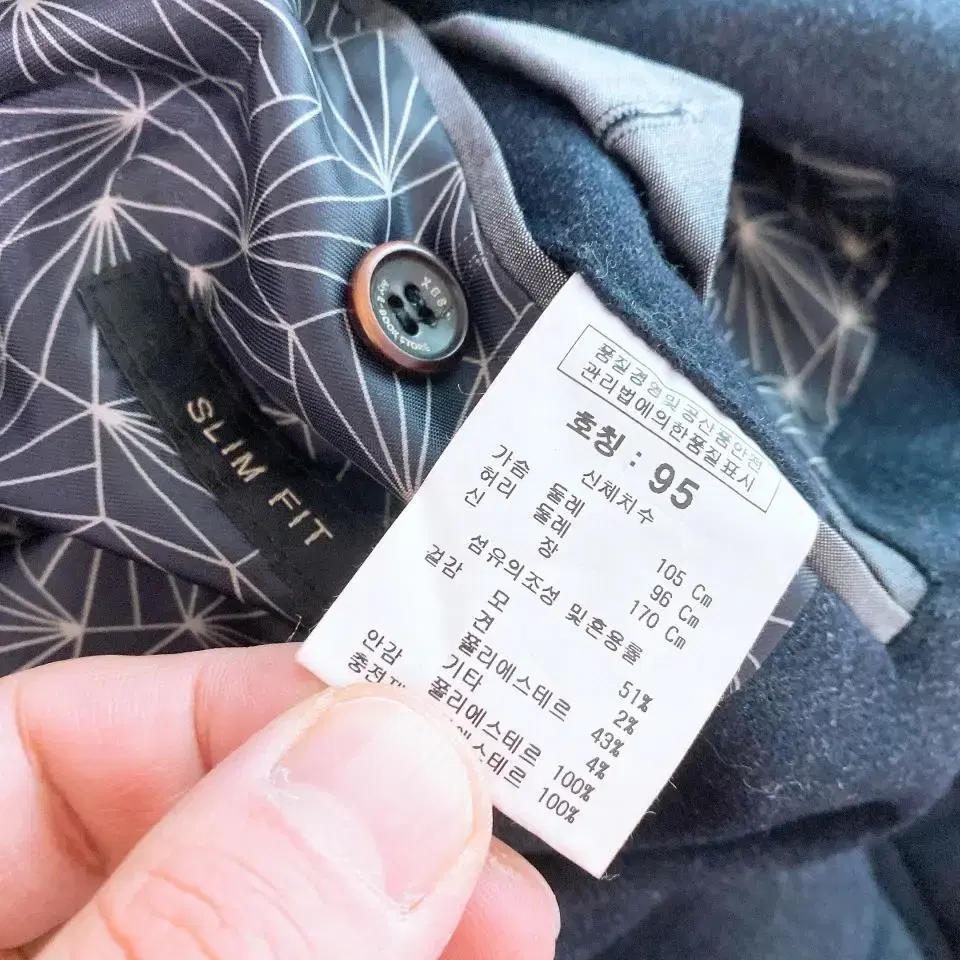 SLIM FIT
BOOK STORE
품질경영및공산품안전
관리법에의한품질표시
호칭 : 95
신체치수
가슴 둘레 105 Cm
허리 둘레 96 Cm
신 장 170 Cm
섬유의조성 및혼용률
겉감 모 51%
견 2%
폴리에스테르 43%
기타 4%
안감 폴리에스테르 100%
충전 100%